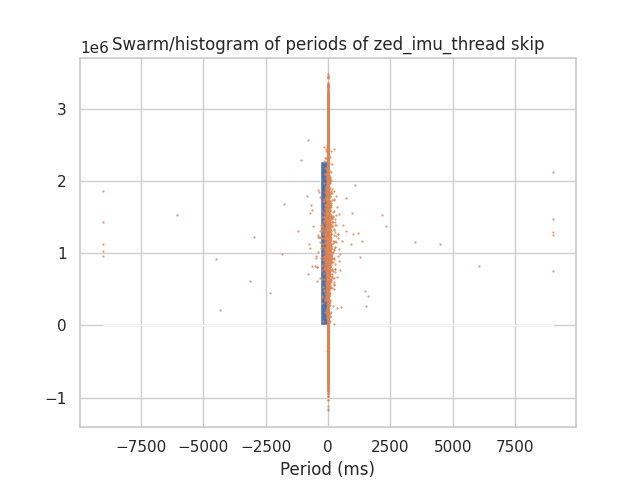 Swarm/histogram of periods of zed_imu_thread skip
1e6
3
2
1
0
−1
−7500 −5000 −2500 0 2500 5000 7500
Period (ms)